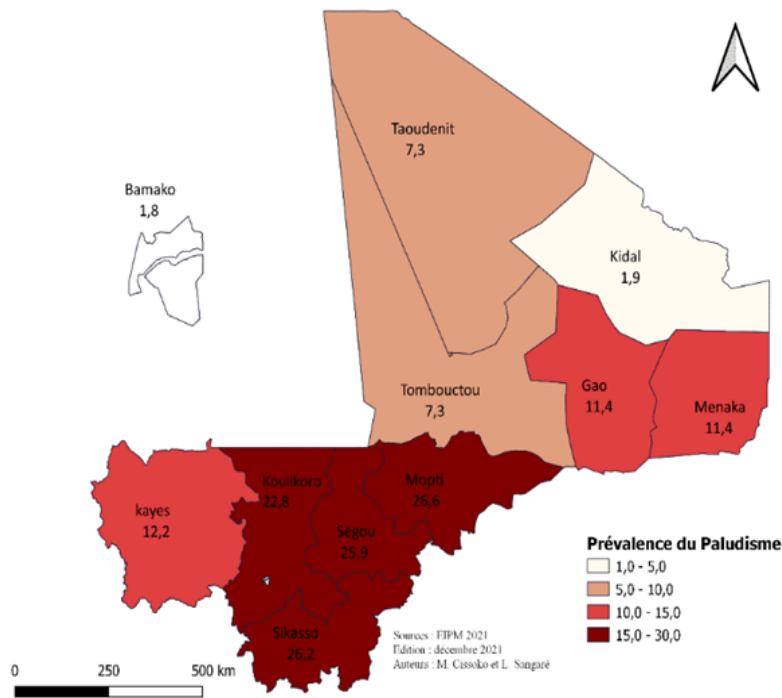 Taoudenit
7,3
Bamako
1,8
Kidal
1,9
Tombouctou
7,3
Gao
11,4
Menaka
11,4
kayes
12,2
Koulikoro
22,8
Mopti
26,6
Ségou
25,9
Sikasso
26,2
Prévalence du Paludisme
1,0 - 5,0
5,0 - 10,0
10,0 - 15,0
15,0 - 30,0
Sources : EIPM 2021
Edition : décembre 2021
Auteurs : M. Cissoko et L. Sangaré
0 250 500 km